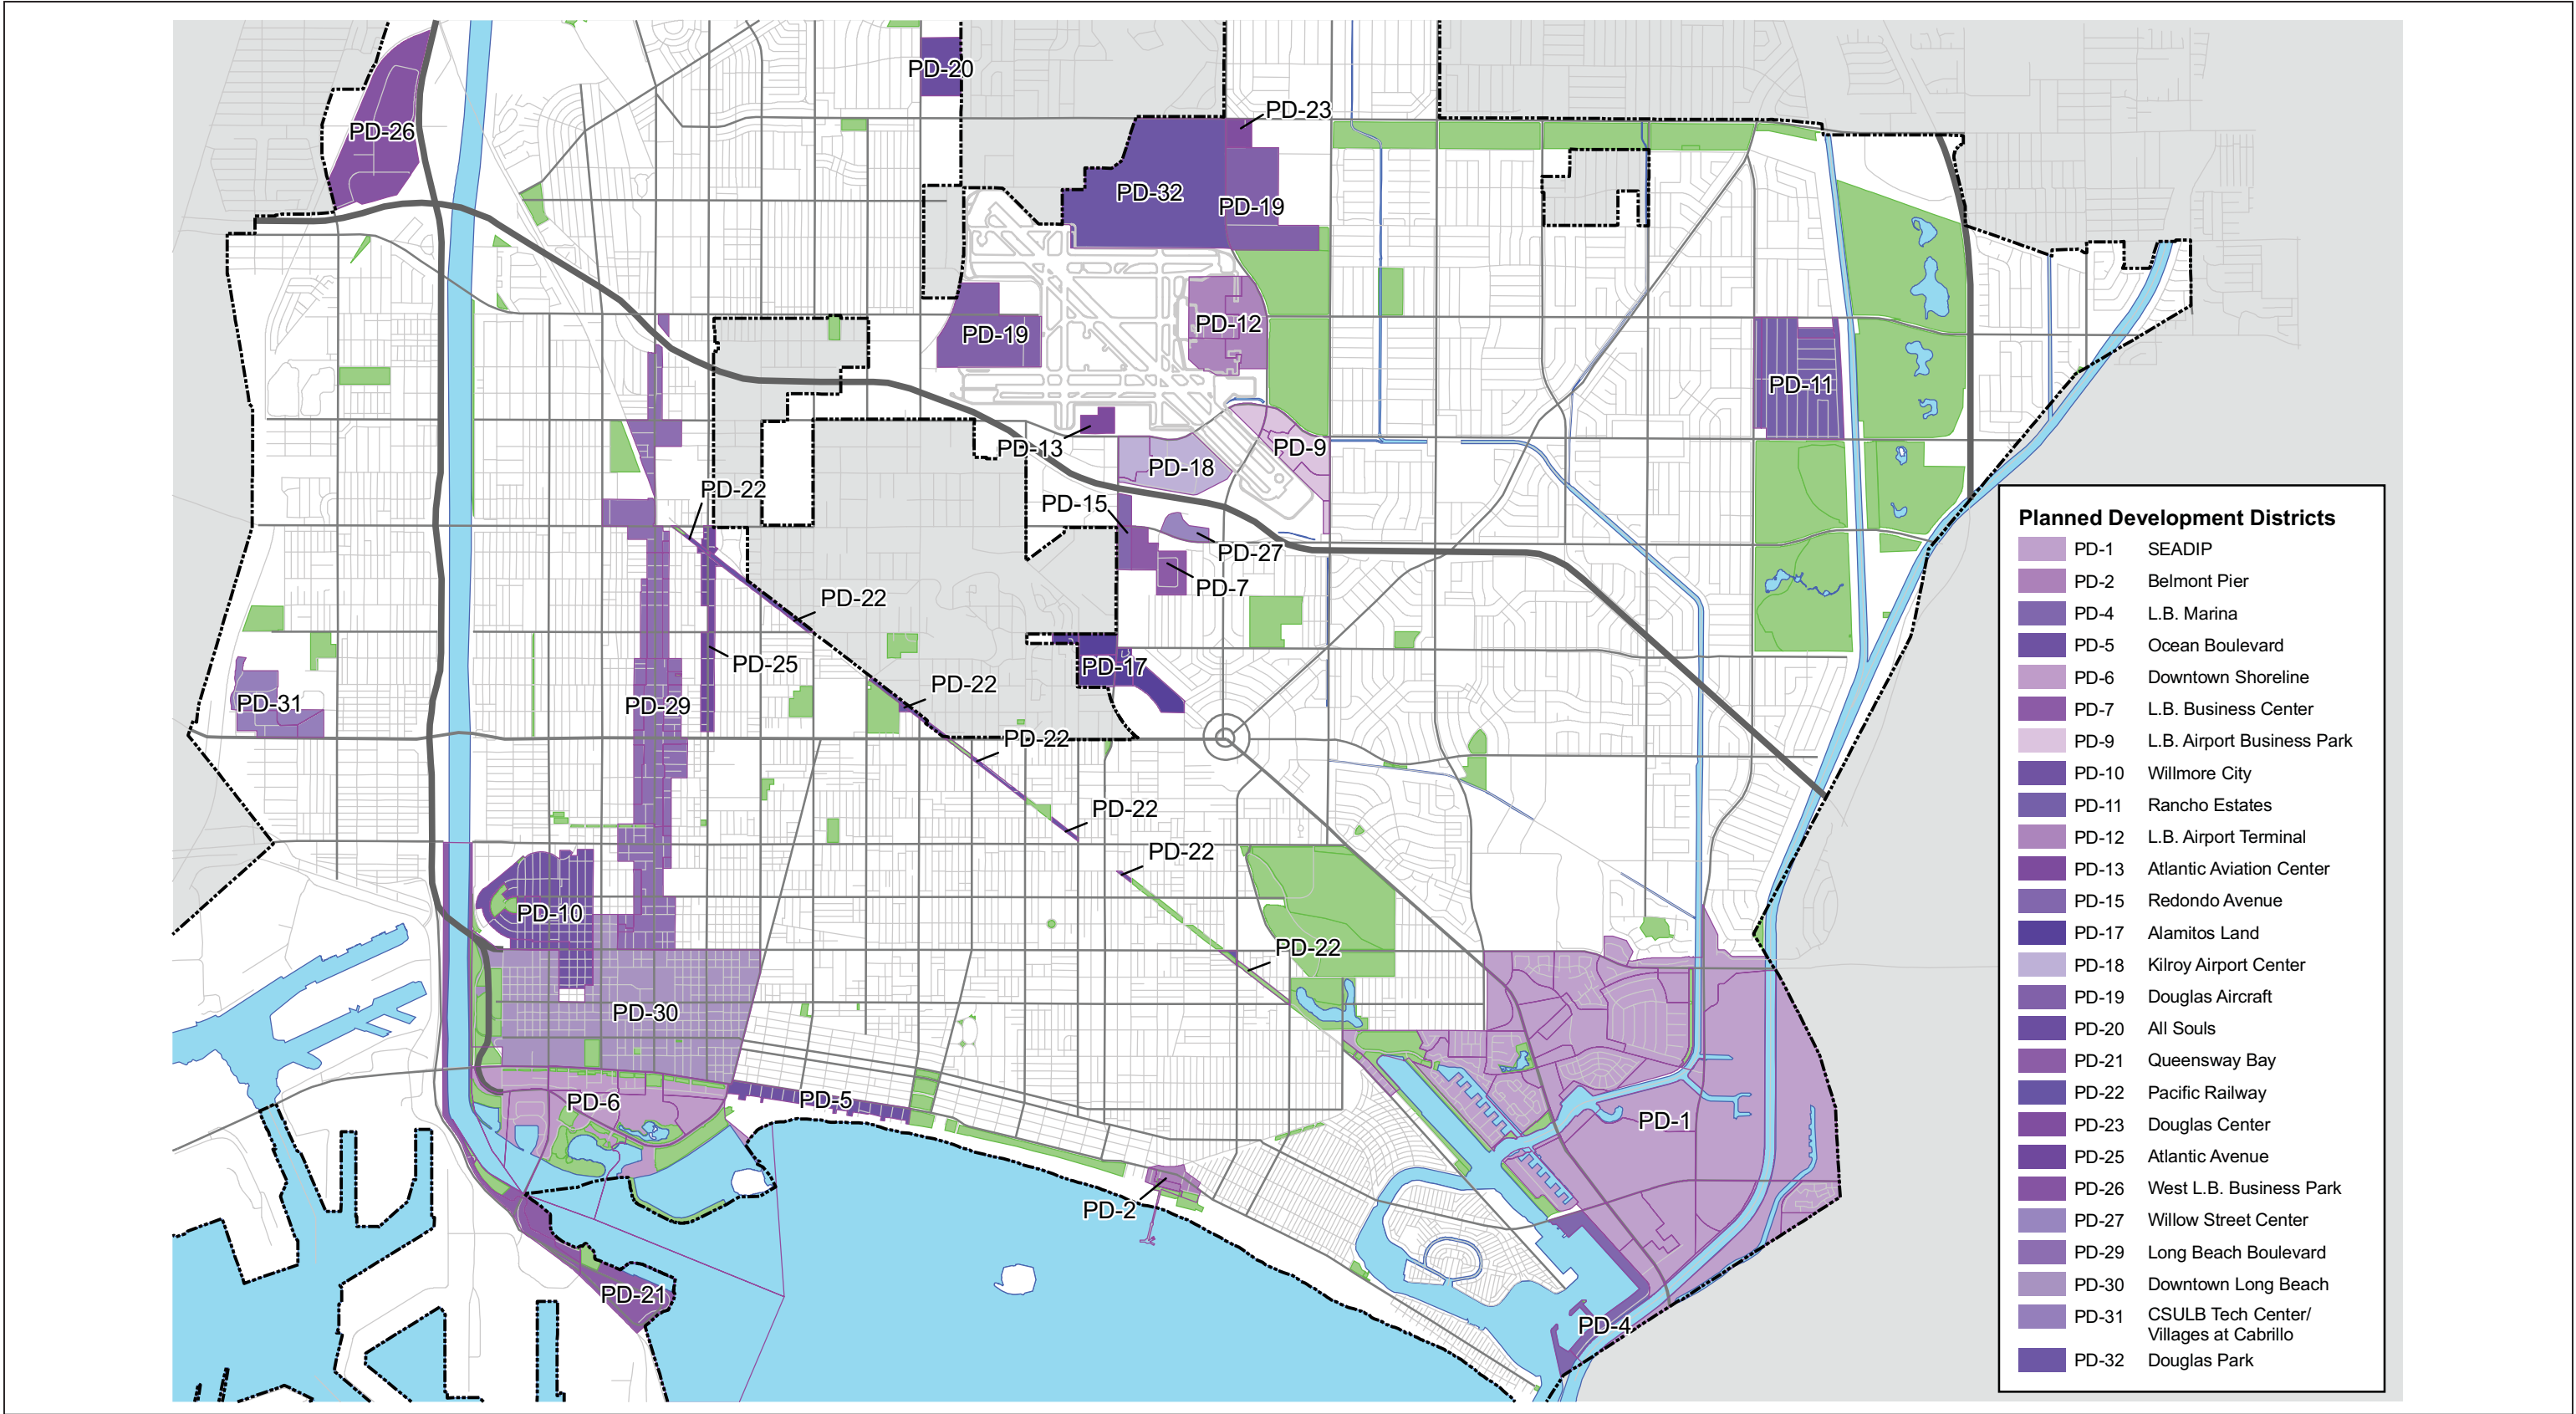 PD-20
PD-23
PD-26
PD-32
PD-19
PD-12
PD-19
PD-11
PD-13
PD-9
PD-18
PD-22
PD-15
PD-27
PD-7
PD-22
PD-25
PD-17
PD-22
PD-31
PD-29
PD-22
PD-22
PD-22
PD-10
PD-22
PD-30
PD-5
PD-6
PD-1
PD-2
PD-21
PD-4
Planned Development Districts
PD-1 SEADIP
PD-2 Belmont Pier
PD-4 L.B. Marina
PD-5 Ocean Boulevard
PD-6 Downtown Shoreline
PD-7 L.B. Business Center
PD-9 L.B. Airport Business Park
PD-10 Willmore City
PD-11 Rancho Estates
PD-12 L.B. Airport Terminal
PD-13 Atlantic Aviation Center
PD-15 Redondo Avenue
PD-17 Alamitos Land
PD-18 Kilroy Airport Center
PD-19 Douglas Aircraft
PD-20 All Souls
PD-21 Queensway Bay
PD-22 Pacific Railway
PD-23 Douglas Center
PD-25 Atlantic Avenue
PD-26 West L.B. Business Park
PD-27 Willow Street Center
PD-29 Long Beach Boulevard
PD-30 Downtown Long Beach
PD-31 CSULB Tech Center/
Villages at Cabrillo
PD-32 Douglas Park